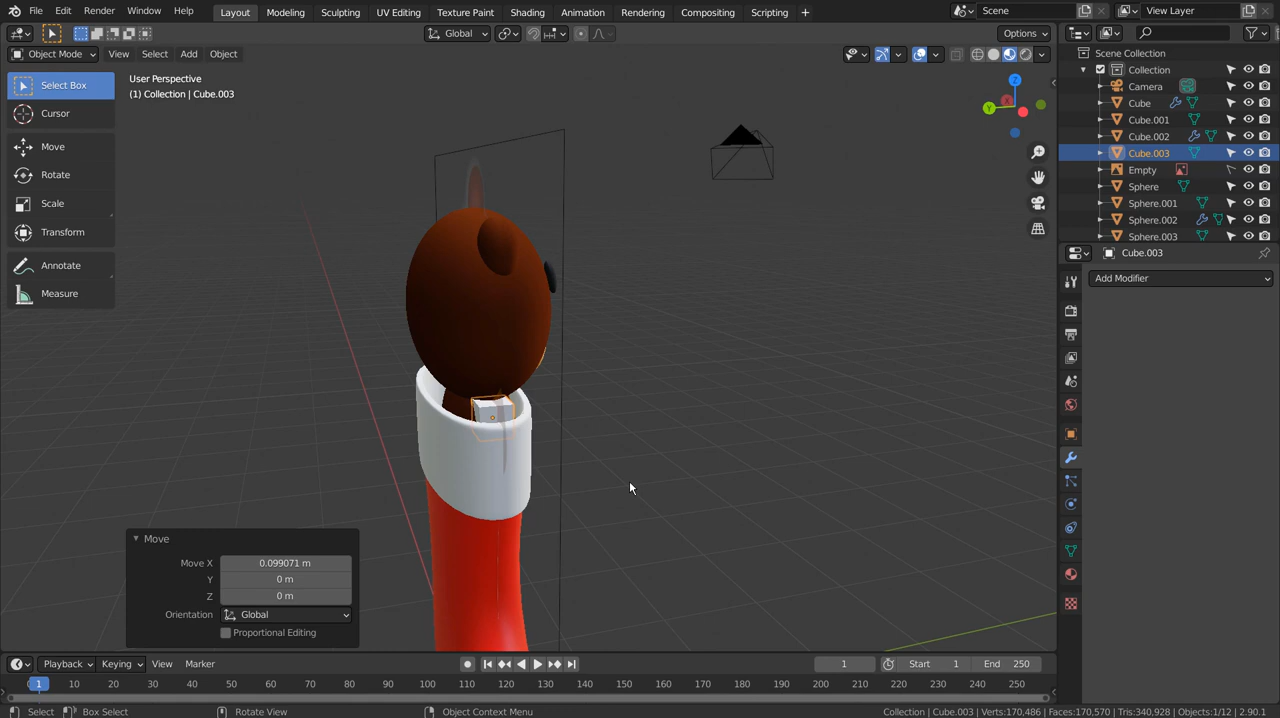 File Edit Render Window Help Layout Modeling Sculpting UV Editing Texture Paint Shading Animation Rendering Compositing Scripting + Scene View Layer
Global Options
Object Mode View Select Add Object
User Perspective
(1) Collection | Cube.003
Select Box
Cursor
Move
Rotate
Scale
Transform
Annotate
Measure
Z
Y
X
Scene Collection
Collection
Camera
Cube
Cube.001
Cube.002
Cube.003
Empty
Sphere
Sphere.001
Sphere.002
Sphere.003
Cube.003
Add Modifier
Move
Move X 0.099071 m
Y 0 m
Z 0 m
Orientation Global
Proportional Editing
Playback Keying View Marker 1 Start 1 End 250
1 10 20 30 40 50 60 70 80 90 100 110 120 130 140 150 160 170 180 190 200 210 220 230 240 250
Select Box Select Rotate View Object Context Menu Collection | Cube.003 | Verts:170,486 | Faces:170,570 | Tris:340,928 | Objects:1/12 | 2.90.1